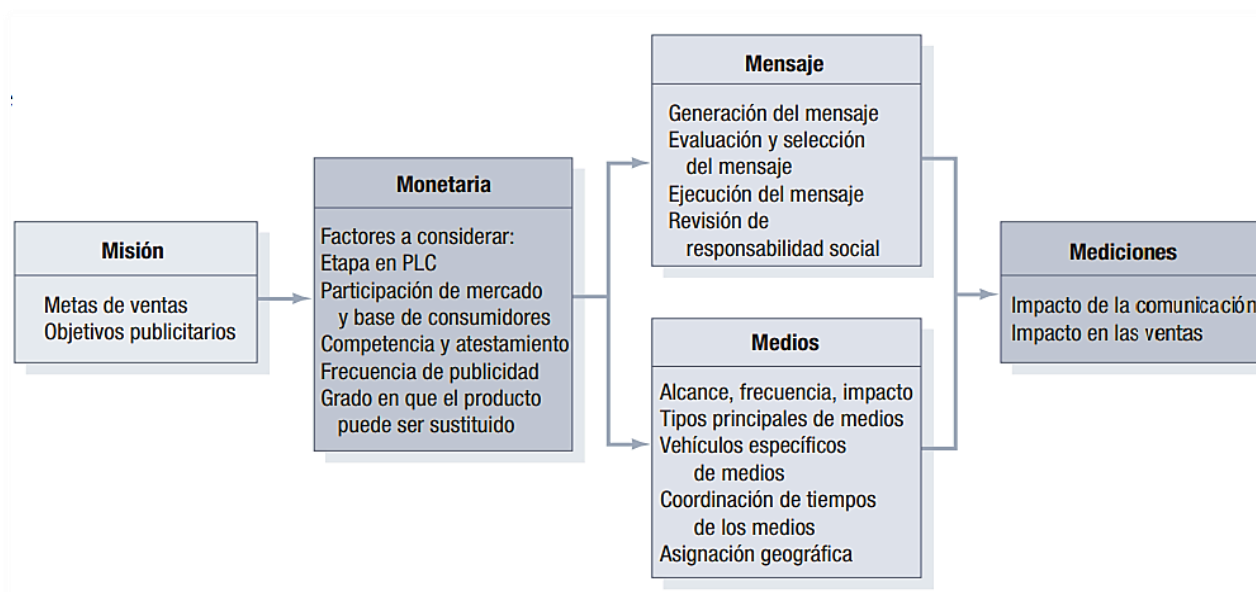 Misión
Metas de ventas
Objetivos publicitarios
Monetaria
Factores a considerar:
Etapa en PLC
Participación de mercado
y base de consumidores
Competencia y atestamiento
Frecuencia de publicidad
Grado en que el producto
puede ser sustituido
Mensaje
Generación del mensaje
Evaluación y selección
del mensaje
Ejecución del mensaje
Revisión de
responsabilidad social
Medios
Alcance, frecuencia, impacto
Tipos principales de medios
Vehículos específicos
de medios
Coordinación de tiempos
de los medios
Asignación geográfica
Mediciones
Impacto de la comunicación
Impacto en las ventas